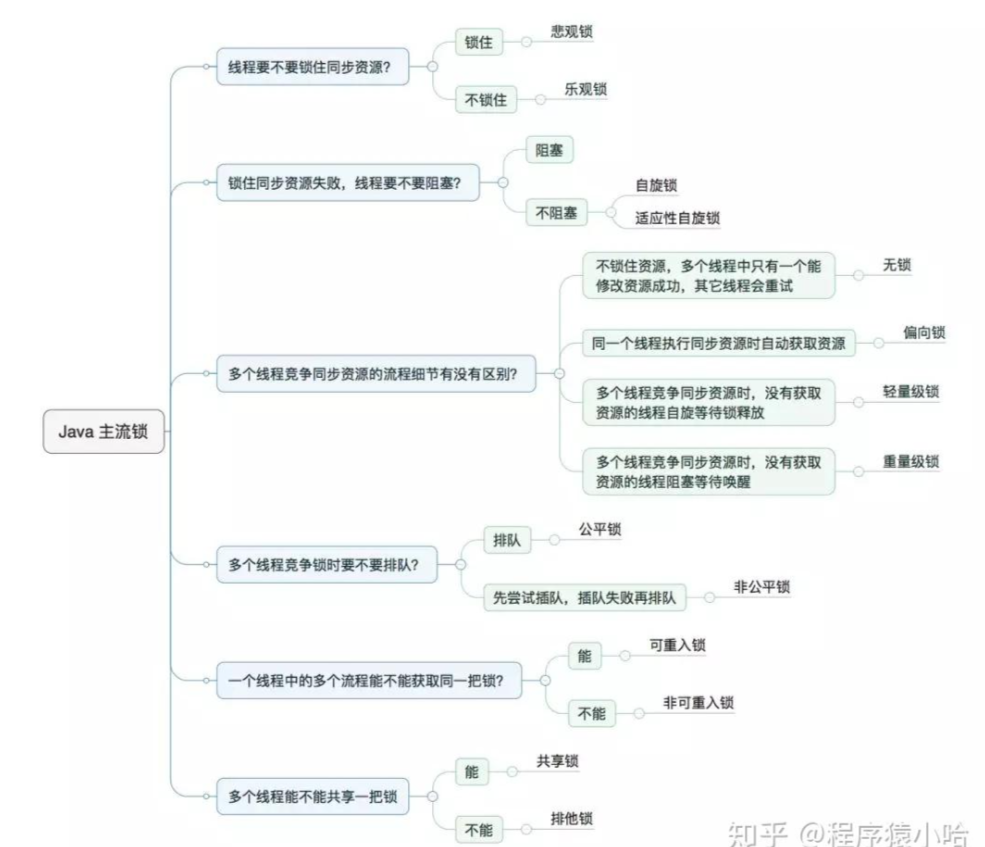 Java 主流锁
线程要不要锁住同步资源？
锁住
悲观锁
不锁住
乐观锁
锁住同步资源失败，线程要不要阻塞？
阻塞
不阻塞
自旋锁
适应性自旋锁
多个线程竞争同步资源的流程细节有没有区别？
不锁住资源，多个线程中只有一个能
修改资源成功，其它线程会重试
无锁
同一个线程执行同步资源时自动获取资源
偏向锁
多个线程竞争同步资源时，没有获取
资源的线程自旋等待锁释放
轻量级锁
多个线程竞争同步资源时，没有获取
资源的线程阻塞等待唤醒
重量级锁
多个线程竞争锁时要不要排队？
排队
公平锁
先尝试插队，插队失败再排队
非公平锁
一个线程中的多个流程能不能获取同一把锁？
能
可重入锁
不能
非可重入锁
多个线程能不能共享一把锁
能
共享锁
不能
排他锁
知乎 @程序猿小哈